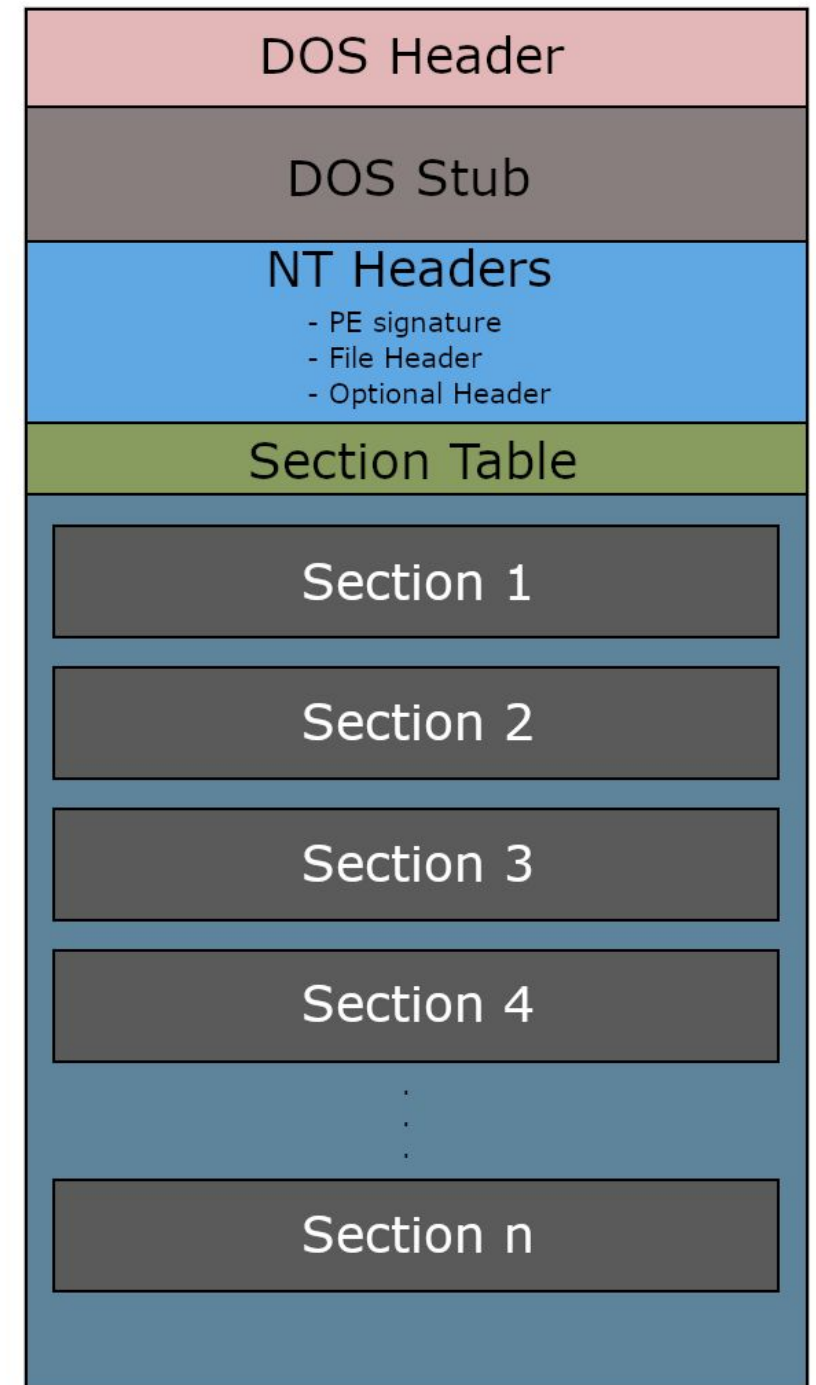 DOS Header
DOS Stub
NT Headers
- PE signature
- File Header
- Optional Header
Section Table
Section 1
Section 2
Section 3
Section 4
.
.
.
Section n